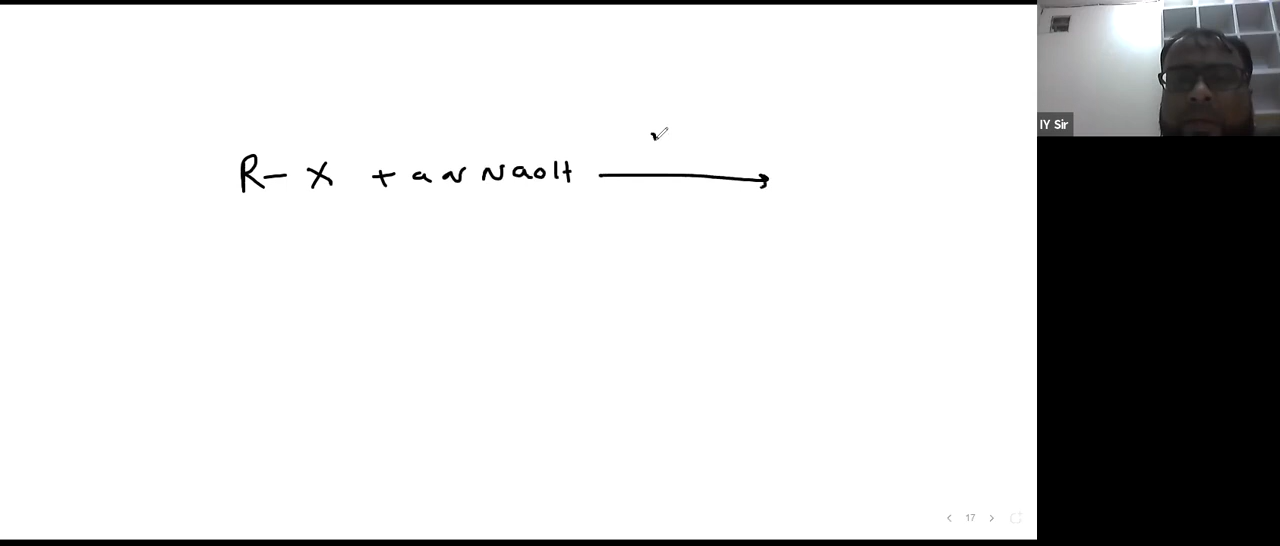 R- X + aq NaOH ⟶
IY Sir
17